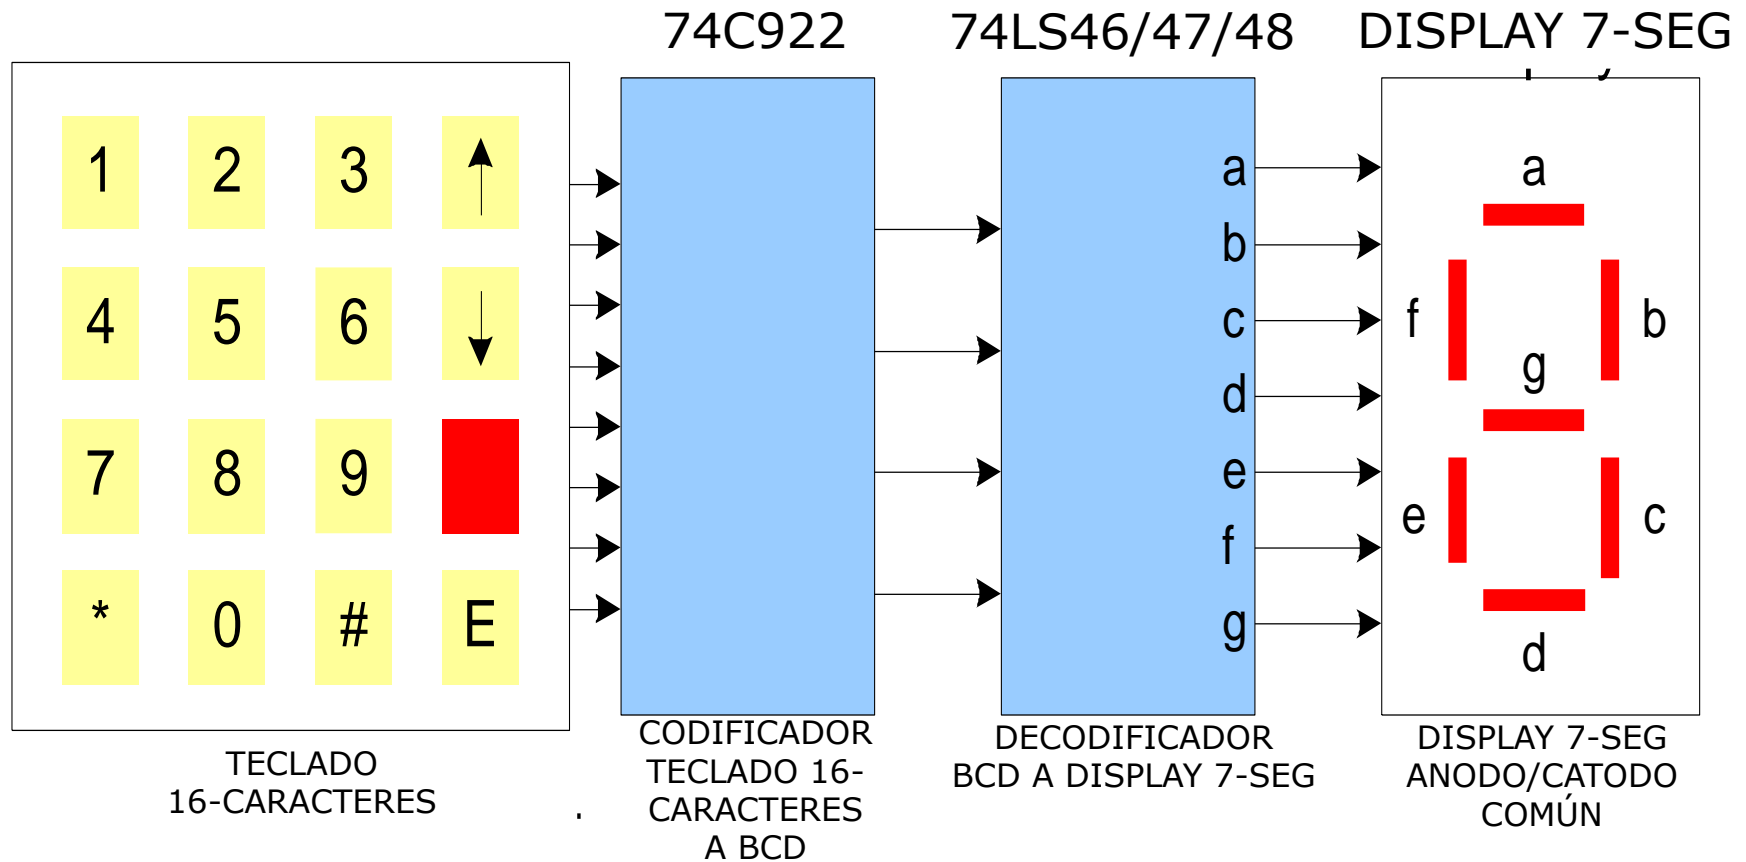 74C922
74LS46/47/48
DISPLAY 7-SEG
1 2 3
4 5 6
7 8 9
* 0 # E
a
b
c
d
e
f
g
a
f
b
g
e
c
d
TECLADO
16-CARACTERES
.
CODIFICADOR
TECLADO 16-
CARACTERES
A BCD
DECODIFICADOR
BCD A DISPLAY 7-SEG
DISPLAY 7-SEG
ANODO/CATODO
COMÚN